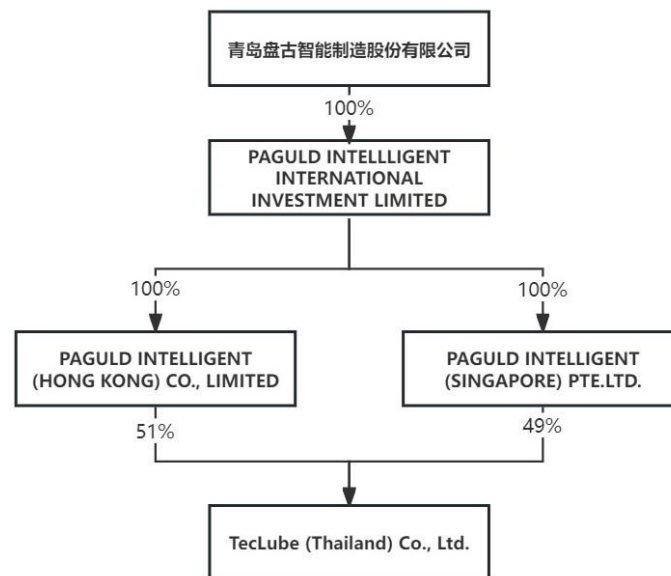 青岛盘古智能制造股份有限公司
100%
PAGULD INTELLLIGENT
INTERNATIONAL
INVESTMENT LIMITED
100%
100%
PAGULD INTELLIGENT
(HONG KONG) CO., LIMITED
PAGULD INTELLIGENT
(SINGAPORE) PTE.LTD.
51%
49%
TecLube (Thailand) Co., Ltd.